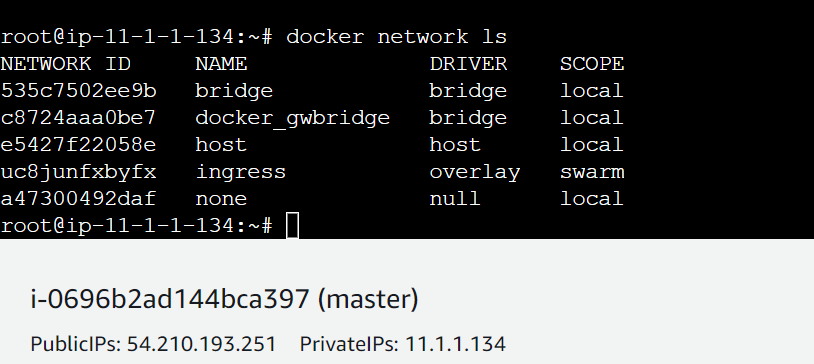 root@ip-11-1-1-134:~# docker network ls
NETWORK ID     NAME              DRIVER    SCOPE
535c7502ee9b   bridge            bridge    local
c8724aaa0be7   docker_gwbridge   bridge    local
e5427f22058e   host              host      local
uc8junfxbyfx   ingress           overlay   swarm
a47300492daf   none              null      local
root@ip-11-1-1-134:~#
i-0696b2ad144bca397 (master)
PublicIPs: 54.210.193.251    PrivateIPs: 11.1.1.134